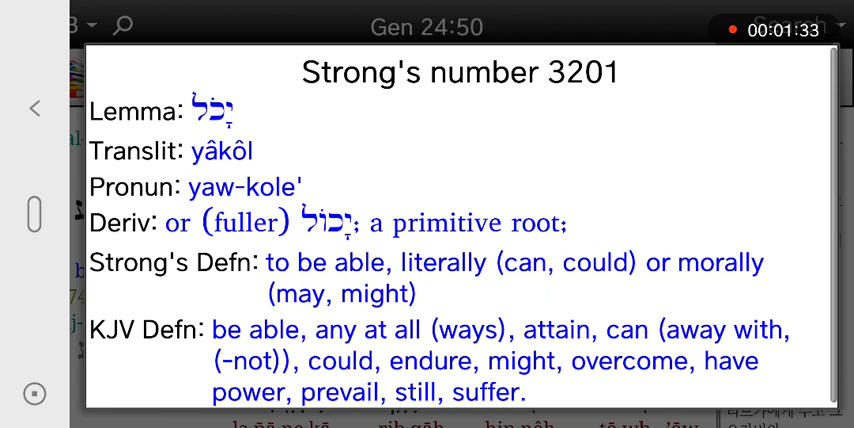 B Gen 24:50 Search
00:01:33
Strong's number 3201
Lemma: יָכֹל
Translit: yâkôl
Pronun: yaw-kole'
Deriv: or (fuller) יָכוֹל; a primitive root;
Strong's Defn: to be able, literally (can, could) or morally
(may, might)
KJV Defn: be able, any at all (ways), attain, can (away with,
(-not)), could, endure, might, overcome, have
power, prevail, still, suffer.